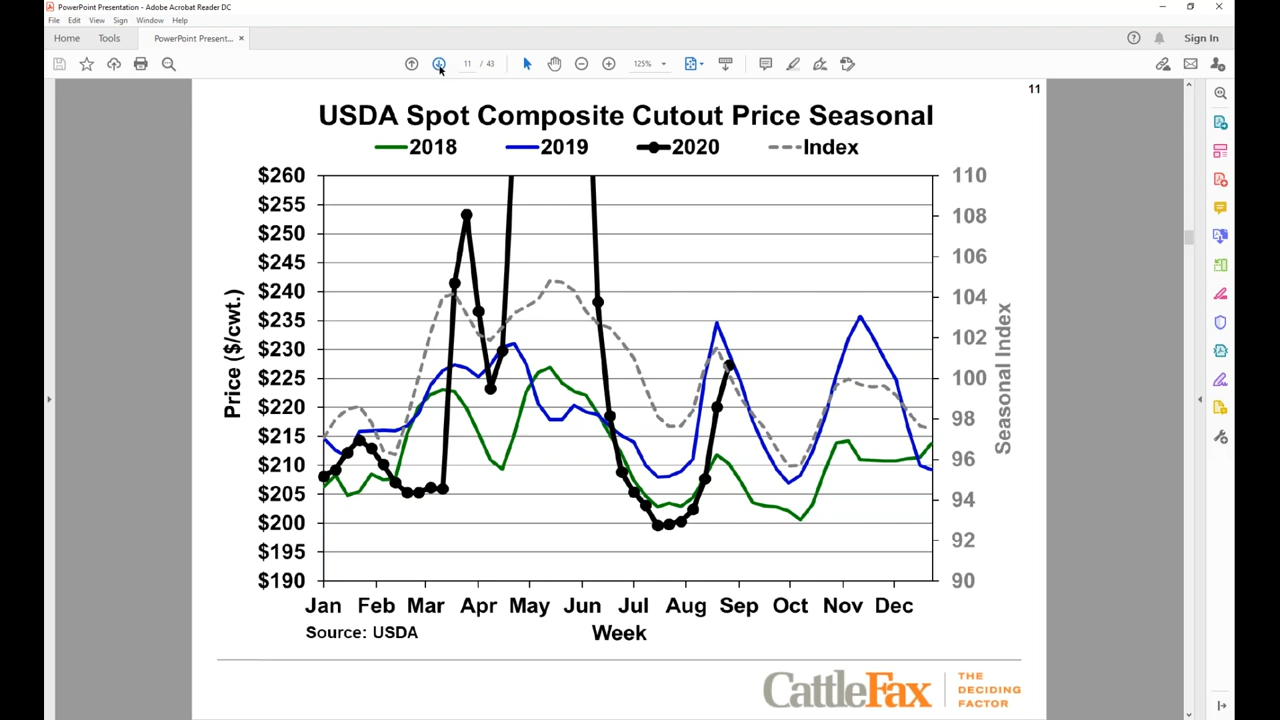 PowerPoint Presentation - Adobe Acrobat Reader DC
File Edit View Sign Window Help
Home Tools PowerPoint Present... × Sign In
11 / 43 125%
11
USDA Spot Composite Cutout Price Seasonal
2018 2019 2020 Index
$260 110
$255
108
$250
106
$245
$240 104
$235
102
$230
$225 100
$220
98
$215
$210 96
$205
94
$200
92
$195
$190 90
Price ($/cwt.)
Seasonal Index
Jan Feb Mar Apr May Jun Jul Aug Sep Oct Nov Dec
Source: USDA
Week
CattleFax THE
DECIDING
FACTOR